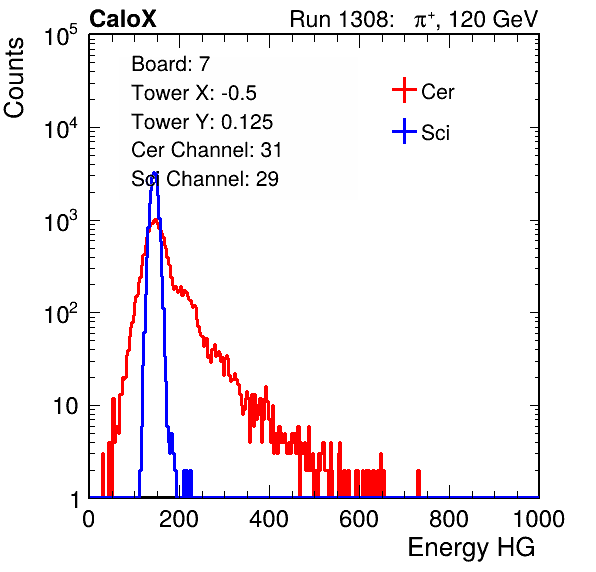 CaloX Run 1308: π⁺, 120 GeV
Board: 7
Tower X: -0.5
Tower Y: 0.125
Cer Channel: 31
Sci Channel: 29
Cer
Sci
Counts
10⁵
10⁴
10³
10²
10
1
0 200 400 600 800 1000
Energy HG